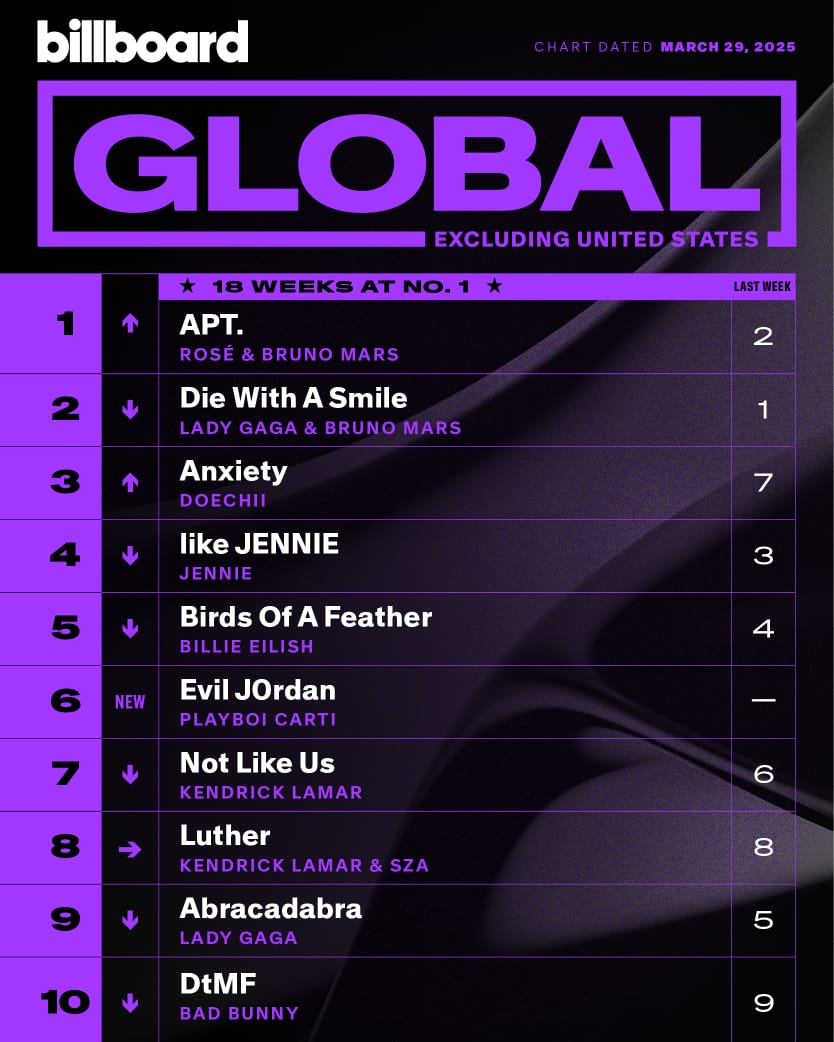 billboard
CHART DATED MARCH 29, 2025
GLOBAL
EXCLUDING UNITED STATES
★ 18 WEEKS AT NO. 1 ★ LAST WEEK
1 APT. 2
ROSÉ & BRUNO MARS
2 Die With A Smile 1
LADY GAGA & BRUNO MARS
3 Anxiety 7
DOECHII
4 like JENNIE 3
JENNIE
5 Birds Of A Feather 4
BILLIE EILISH
6 NEW Evil J0rdan —
PLAYBOI CARTI
7 Not Like Us 6
KENDRICK LAMAR
8 Luther 8
KENDRICK LAMAR & SZA
9 Abracadabra 5
LADY GAGA
10 DtMF 9
BAD BUNNY